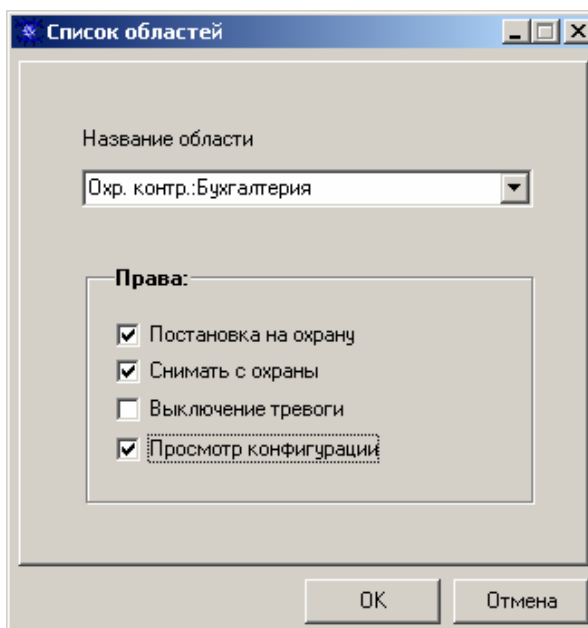 Список областей
Название области
Охр. контр.:Бухгалтерия
Права:
Постановка на охрану
Снимать с охраны
Выключение тревоги
Просмотр конфигурации
OK
Отмена